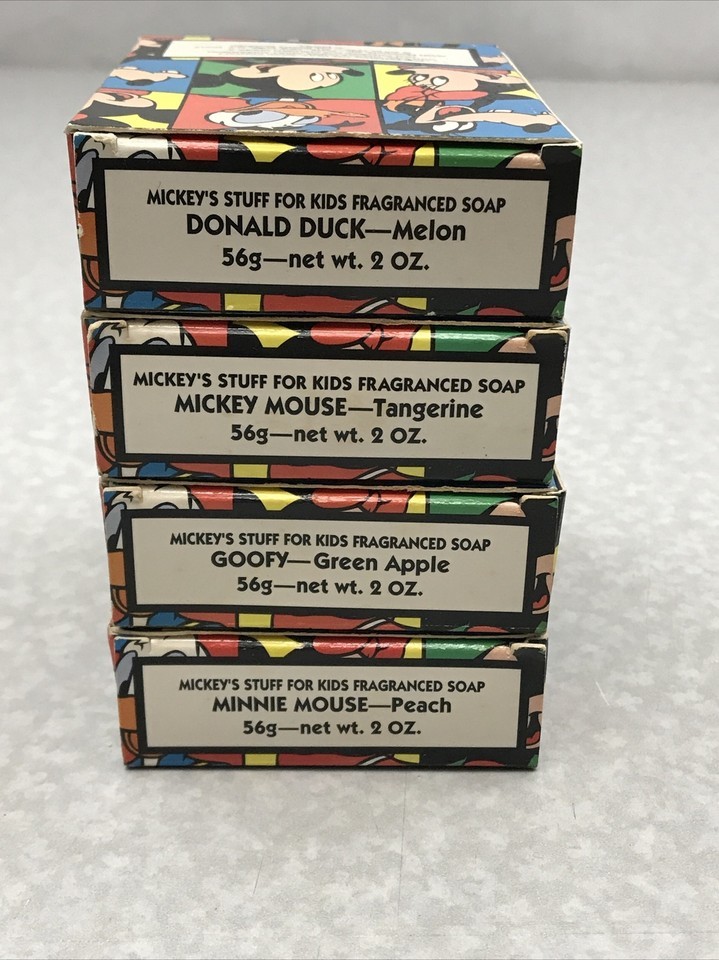 MICKEY'S STUFF FOR KIDS FRAGRANCED SOAP
DONALD DUCK—Melon
56g—net wt. 2 OZ.
MICKEY'S STUFF FOR KIDS FRAGRANCED SOAP
MICKEY MOUSE—Tangerine
56g—net wt. 2 OZ.
MICKEY'S STUFF FOR KIDS FRAGRANCED SOAP
GOOFY—Green Apple
56g—net wt. 2 OZ.
MICKEY'S STUFF FOR KIDS FRAGRANCED SOAP
MINNIE MOUSE—Peach
56g—net wt. 2 OZ.